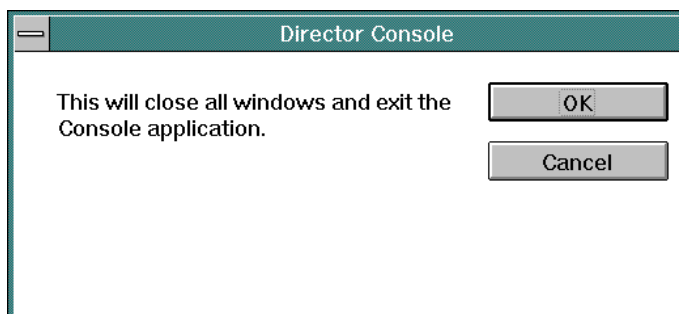 Director Console
This will close all windows and exit the
Console application.
OK
Cancel